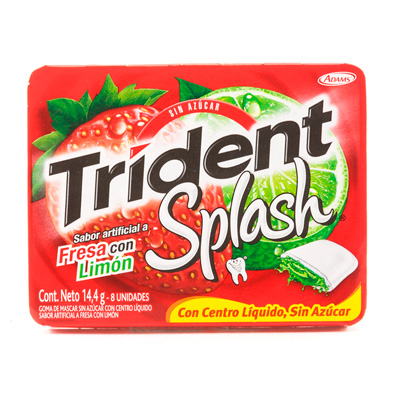 ADAMS
SIN AZÚCAR
Trident
Splash
Sabor artificial a
Fresa con
Limón
Cont. Neto 14,4 g - 8 UNIDADES
GOMA DE MASCAR SIN AZÚCAR CON CENTRO LÍQUIDO
SABOR ARTIFICIAL A FRESA CON LIMÓN
Con Centro Líquido, Sin Azúcar